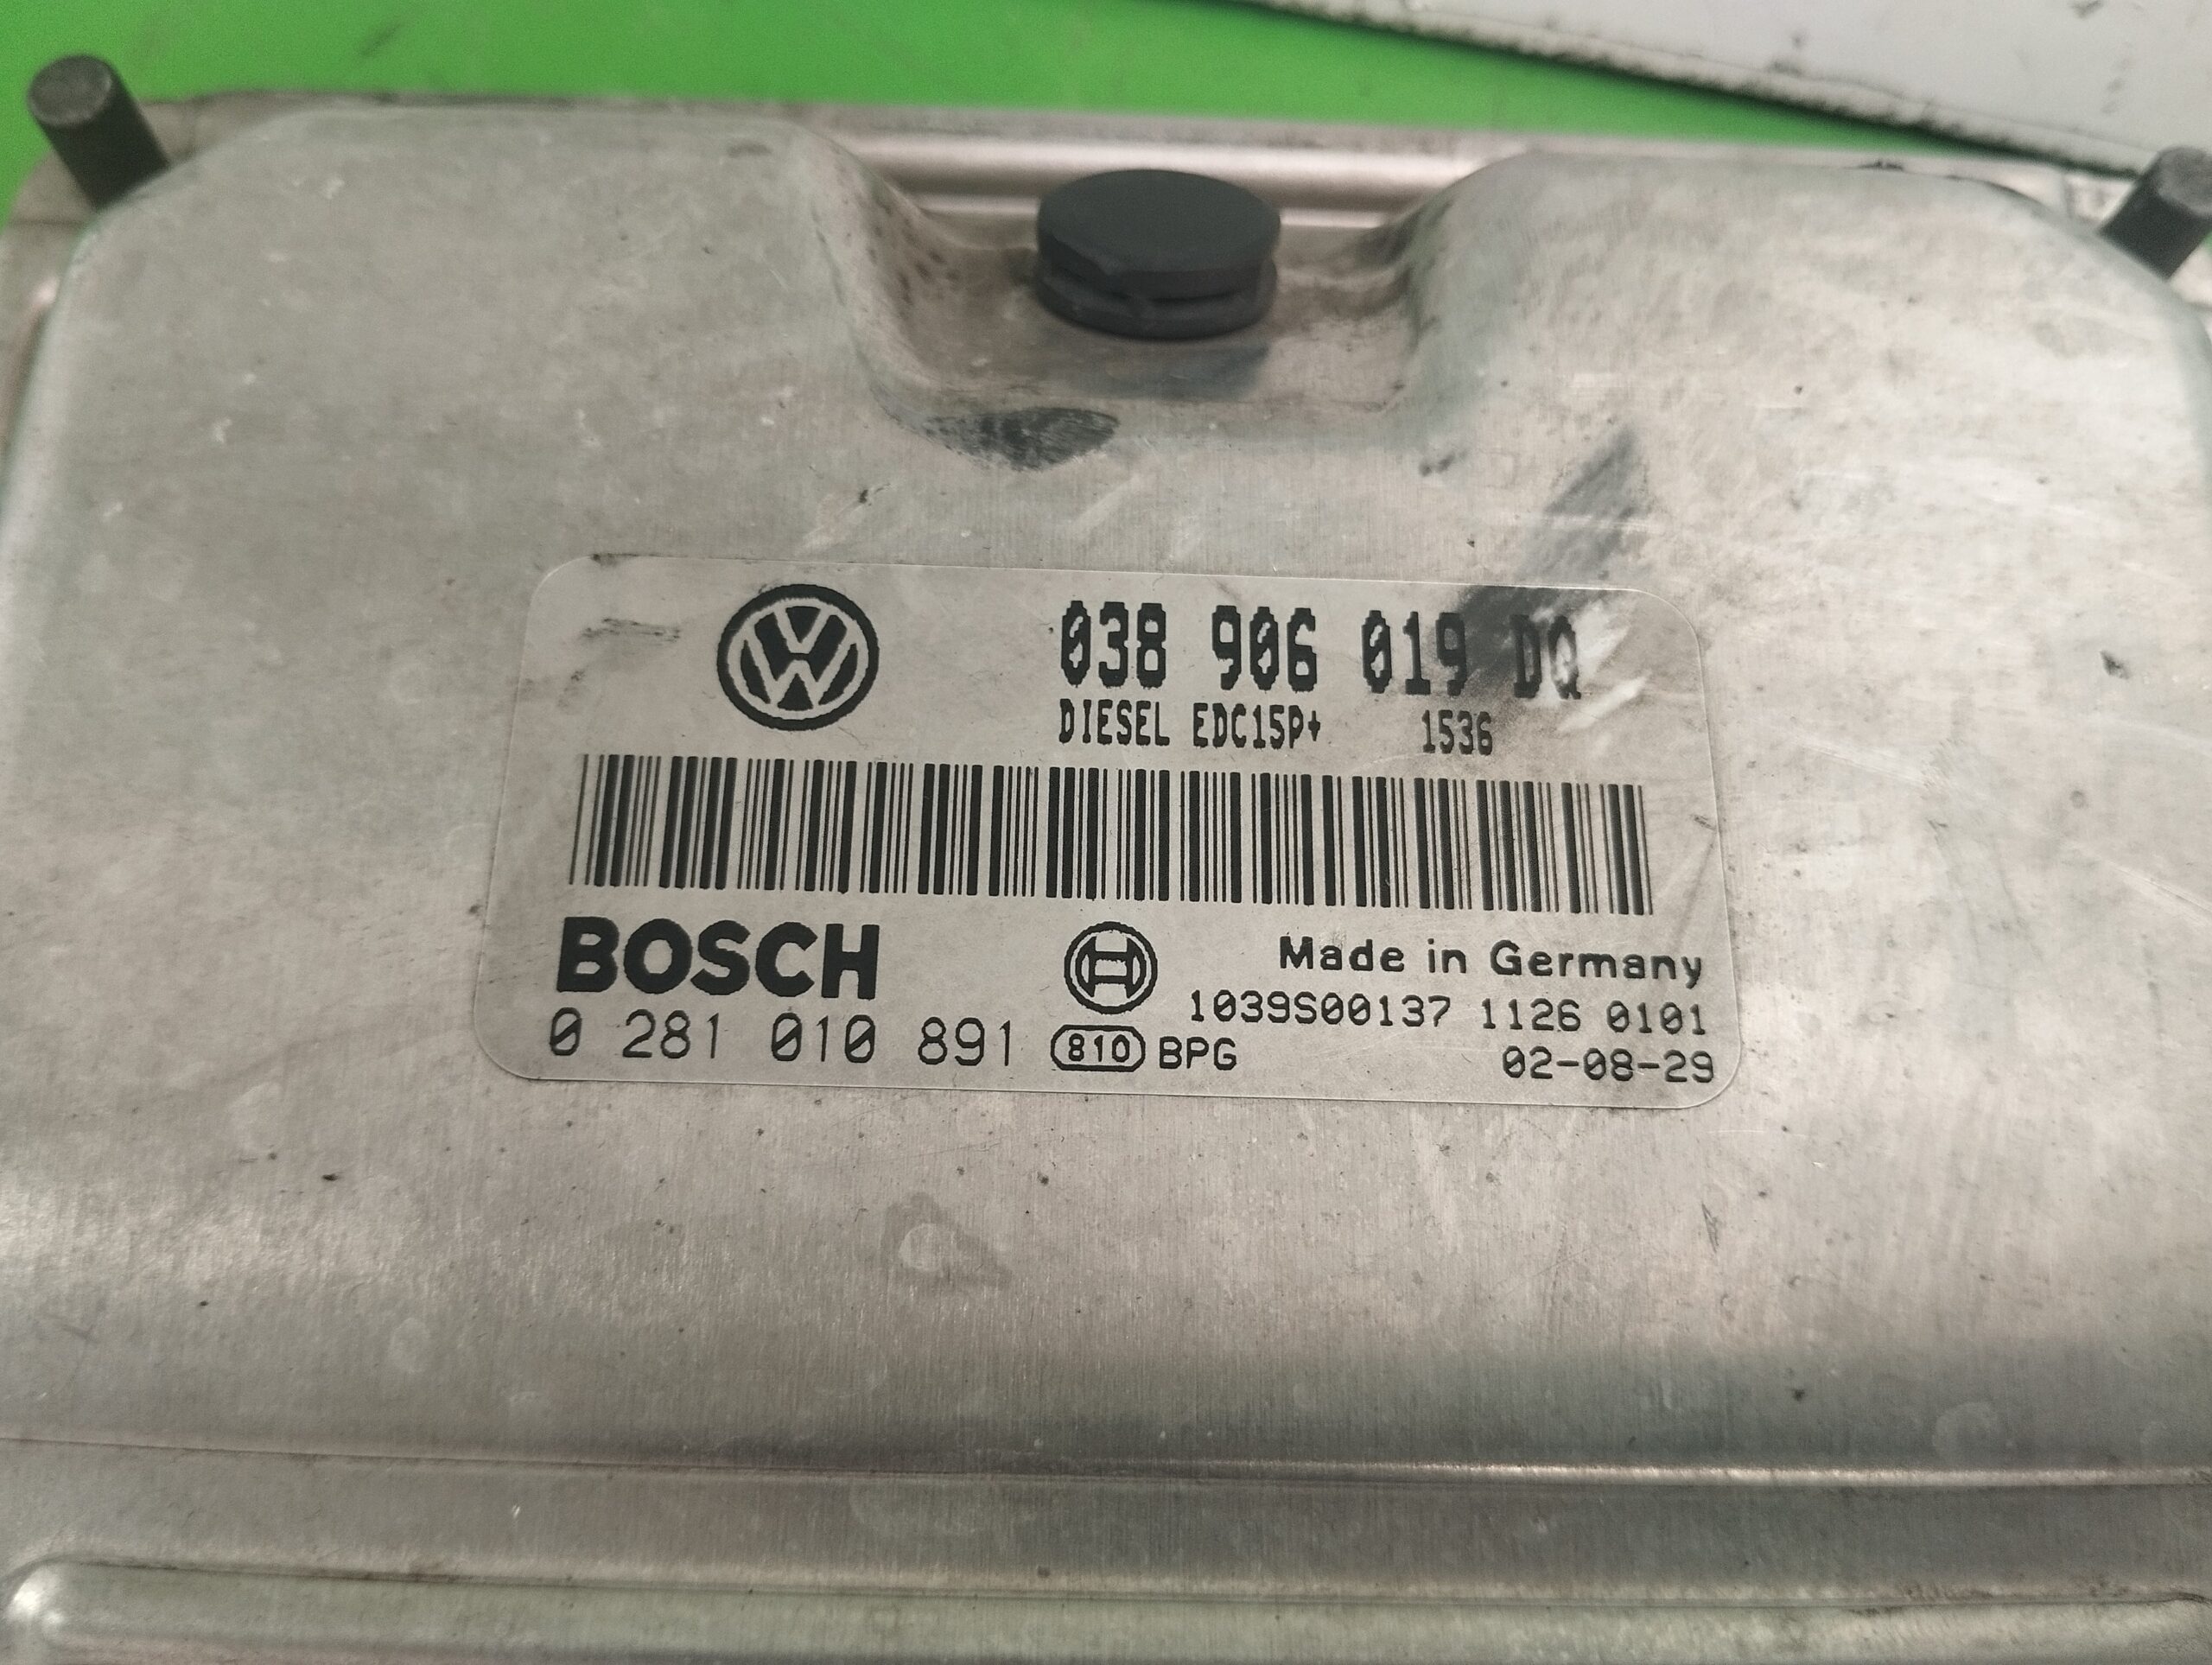 038 906 019 DQ
DIESEL EDC15P+ 1536
BOSCH
Made in Germany
1039S00137 1126 0101
0 281 010 891 810 BPG
02-08-29